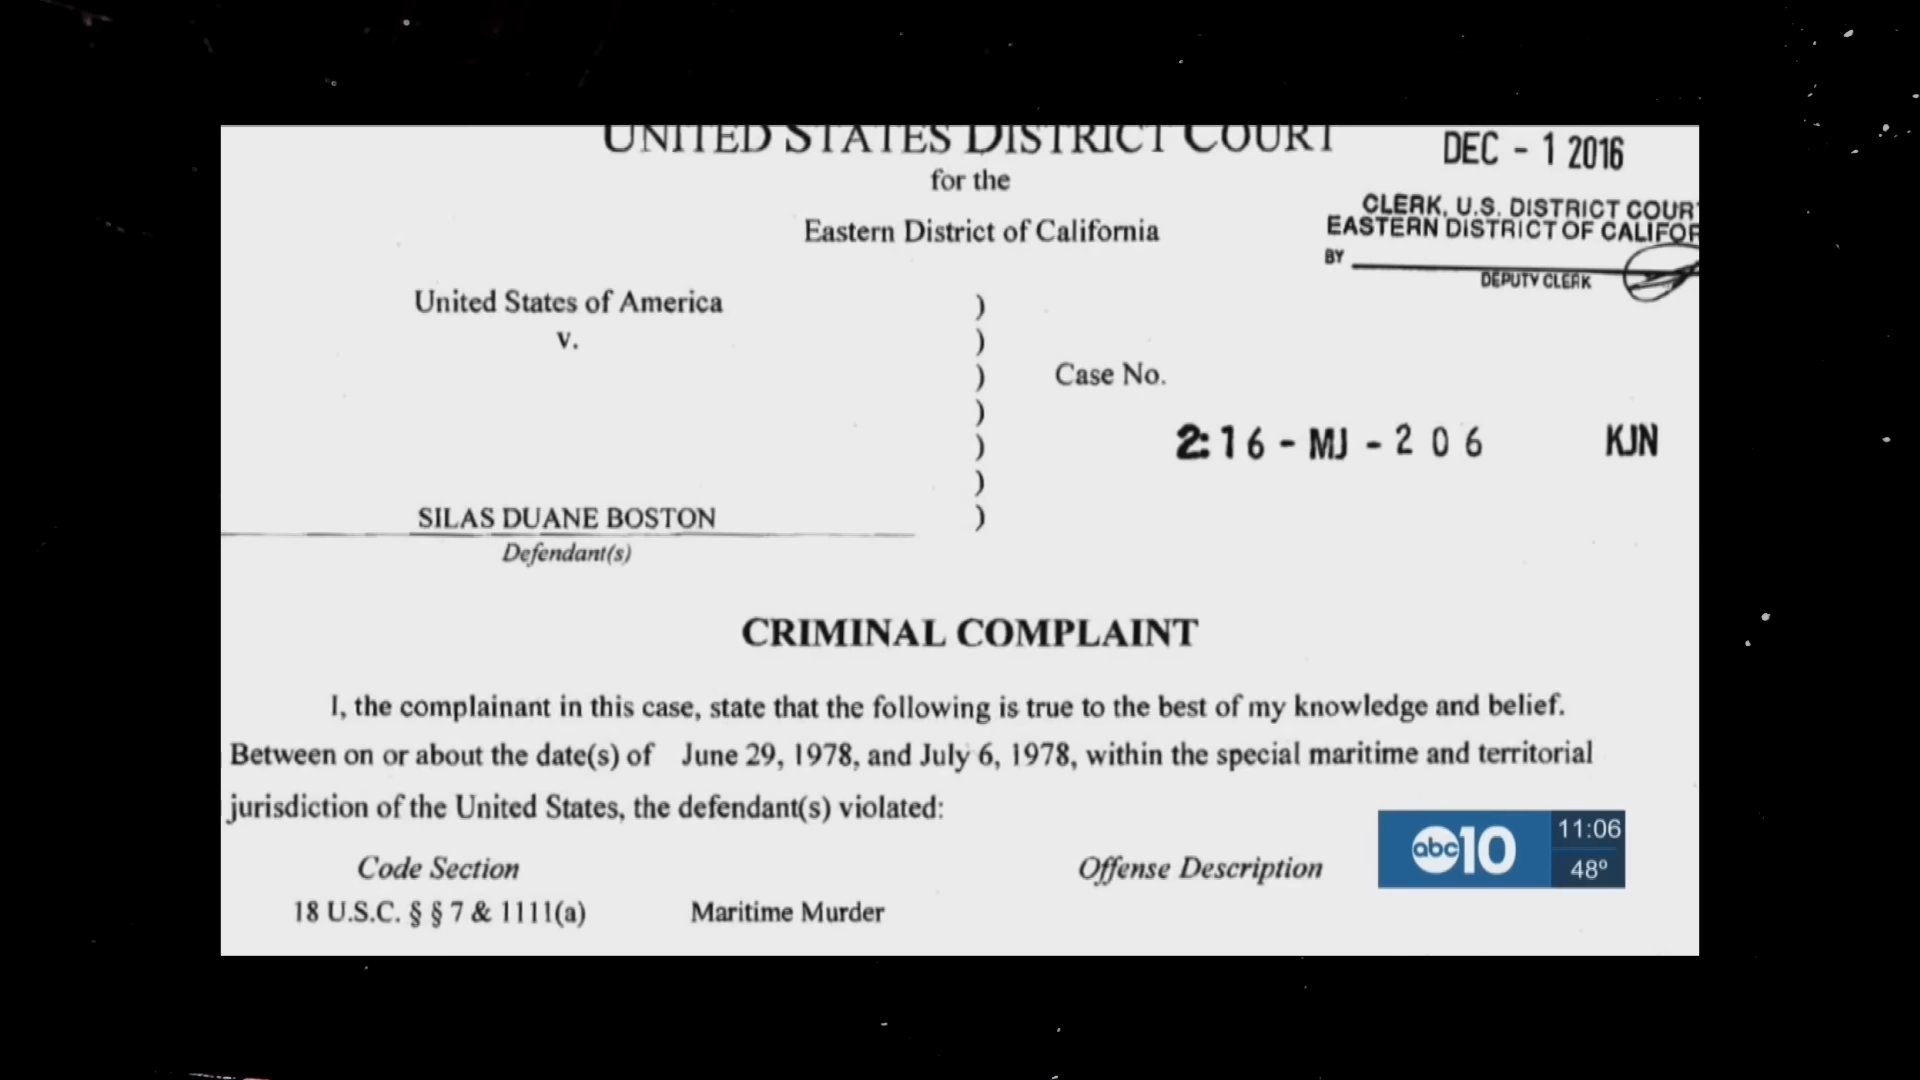 UNITED STATES DISTRICT COURT
for the
Eastern District of California
DEC - 1 2016
CLERK, U.S. DISTRICT COUR
EASTERN DISTRICT OF CALIFOR
BY
DEPUTY CLERK
United States of America
v.
SILAS DUANE BOSTON
Defendant(s)
)
)
)
)
)
)
)
Case No.
2:16 - MJ - 206 KJN
CRIMINAL COMPLAINT
I, the complainant in this case, state that the following is true to the best of my knowledge and belief.
Between on or about the date(s) of June 29, 1978, and July 6, 1978, within the special maritime and territorial
jurisdiction of the United States, the defendant(s) violated:
Code Section Offense Description
18 U.S.C. § § 7 & 1111(a) Maritime Murder
abc10
11:06
48º